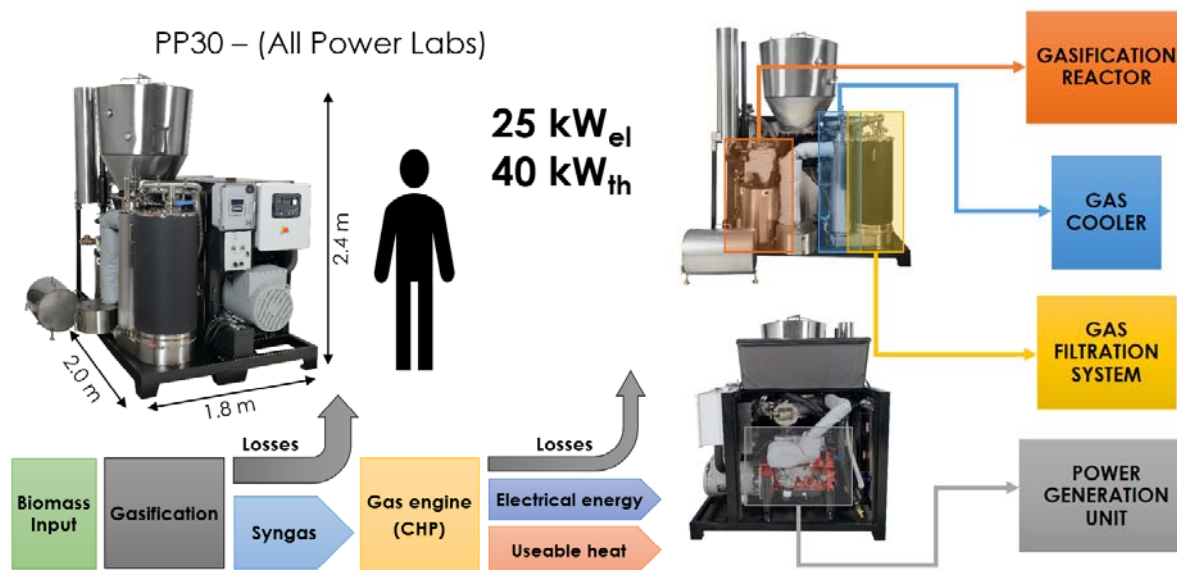 PP30 – (All Power Labs)
25 kWel
40 kWth
2.4 m
2.0 m
1.8 m
GASIFICATION
REACTOR
GAS
COOLER
GAS
FILTRATION
SYSTEM
POWER
GENERATION
UNIT
Biomass
Input
Gasification
Losses
Syngas
Gas engine
(CHP)
Losses
Electrical energy
Useable heat